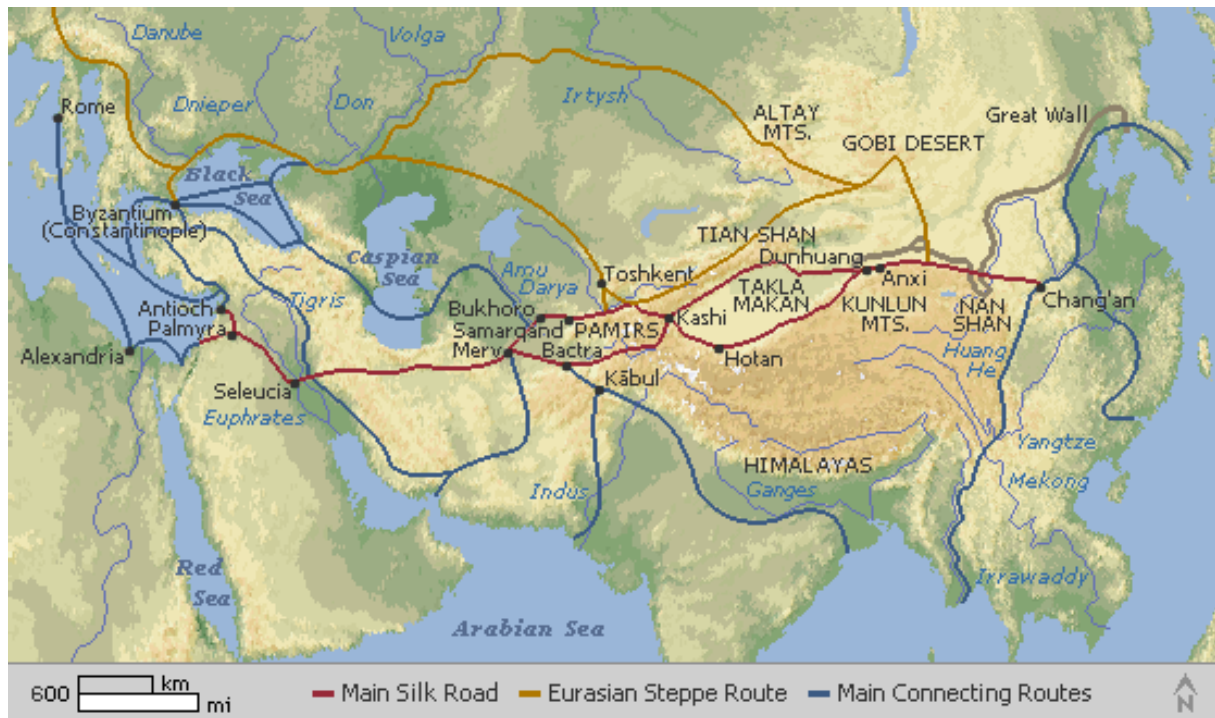 Danube
Volga
Rome
Dnieper
Don
Irtysh
ALTAY
MTS.
Great Wall
GOBI DESERT
Black
Sea
Byzantium
(Constantinople)
TIAN SHAN
Caspian
Sea
Amu
Darya
Toshkent
Dunhuang
Anxi
TAKLA
MAKAN
KUNLUN
MTS.
NAN
SHAN
Chang'an
Tigris
Antioch
Palmyra
Bukhoro
Samarqand
PAMIRS
Kashi
Merv
Bactra
Hotan
Huang
He
Alexandria
Seleucia
Kābul
Euphrates
Yangtze
HIMALAYAS
Indus
Ganges
Mekong
Red
Sea
Irrawaddy
Arabian Sea
600 km
mi
Main Silk Road
Eurasian Steppe Route
Main Connecting Routes
N